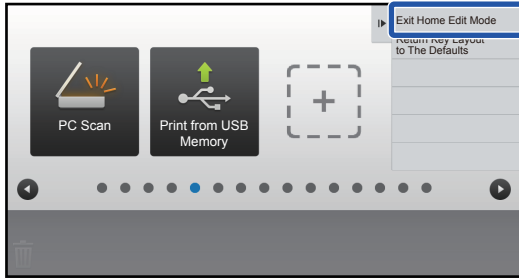 Exit Home Edit Mode
Return Key Layout
to The Defaults
PC Scan
Print from USB
Memory